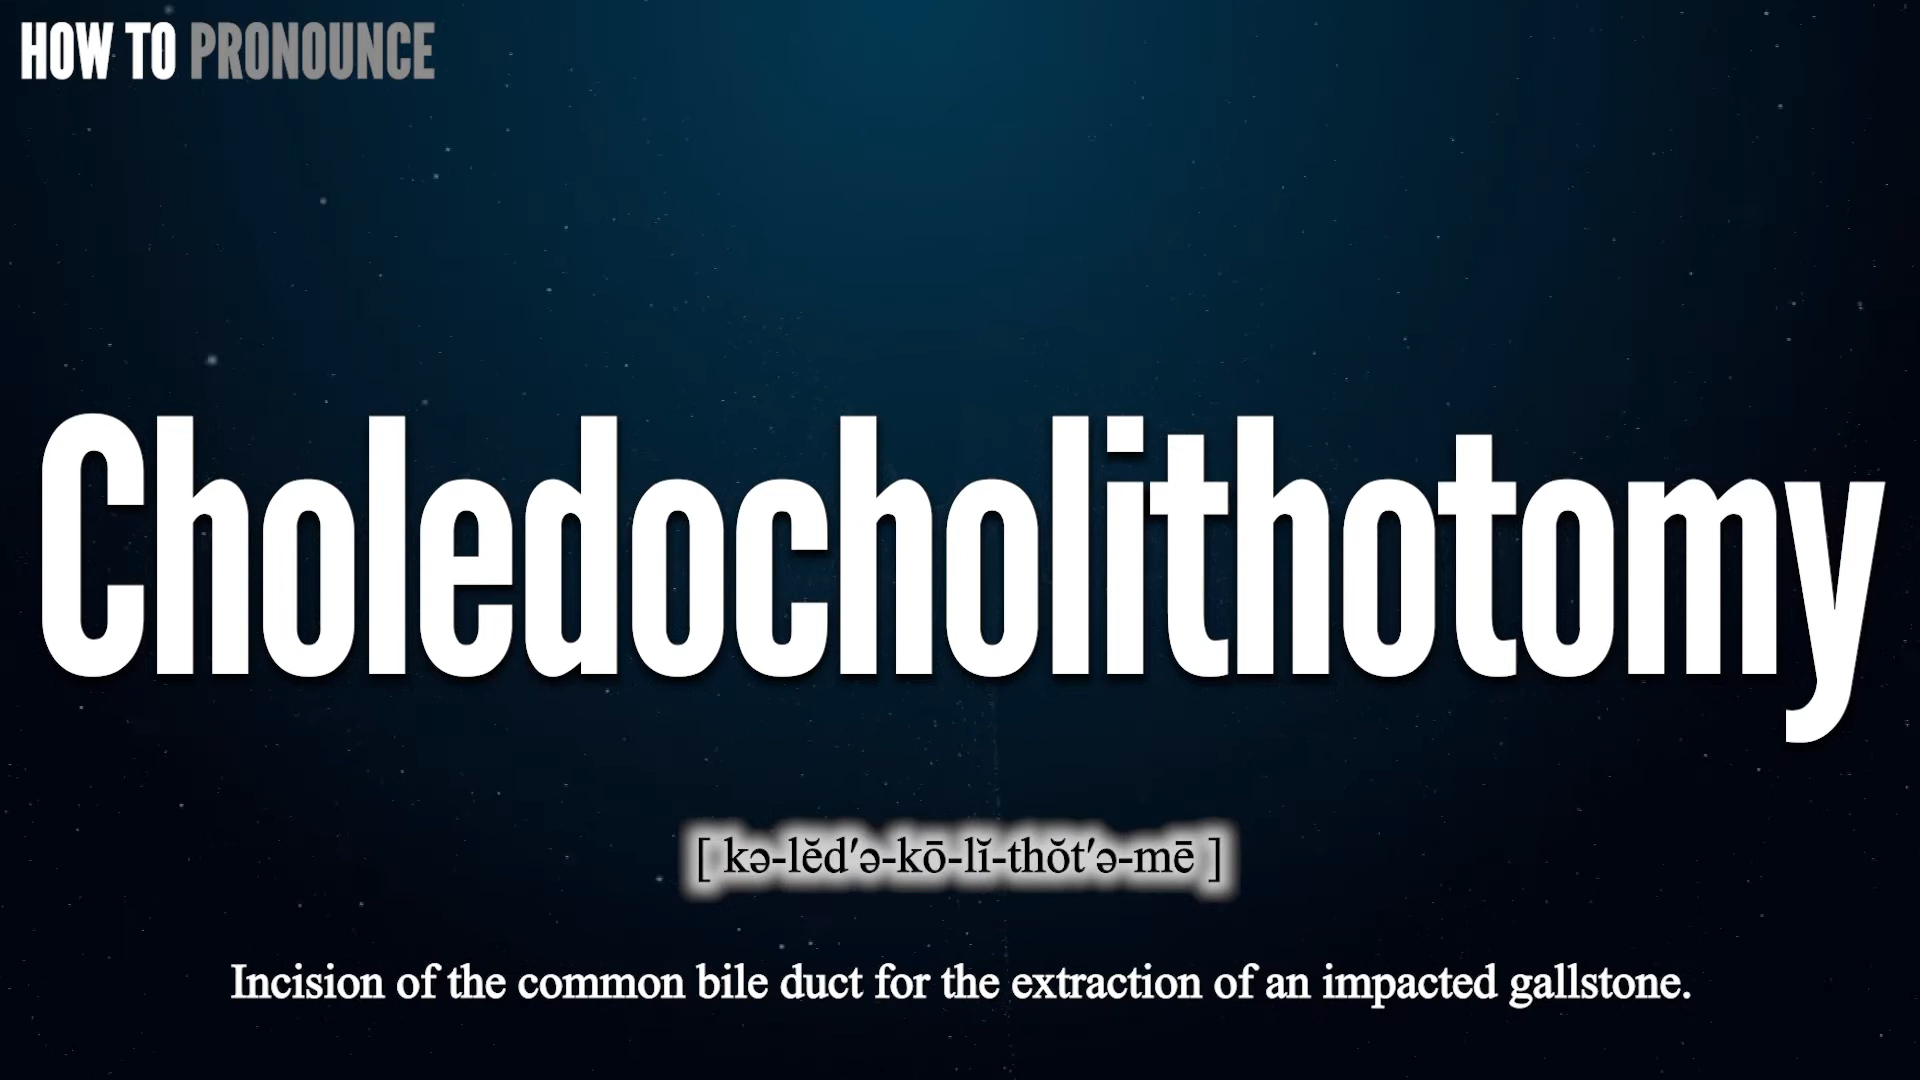 HOW TO PRONOUNCE
Choledocholithotomy
[ kə-lĕd′ə-kō-lĭ-thŏt′ə-mē ]
Incision of the common bile duct for the extraction of an impacted gallstone.